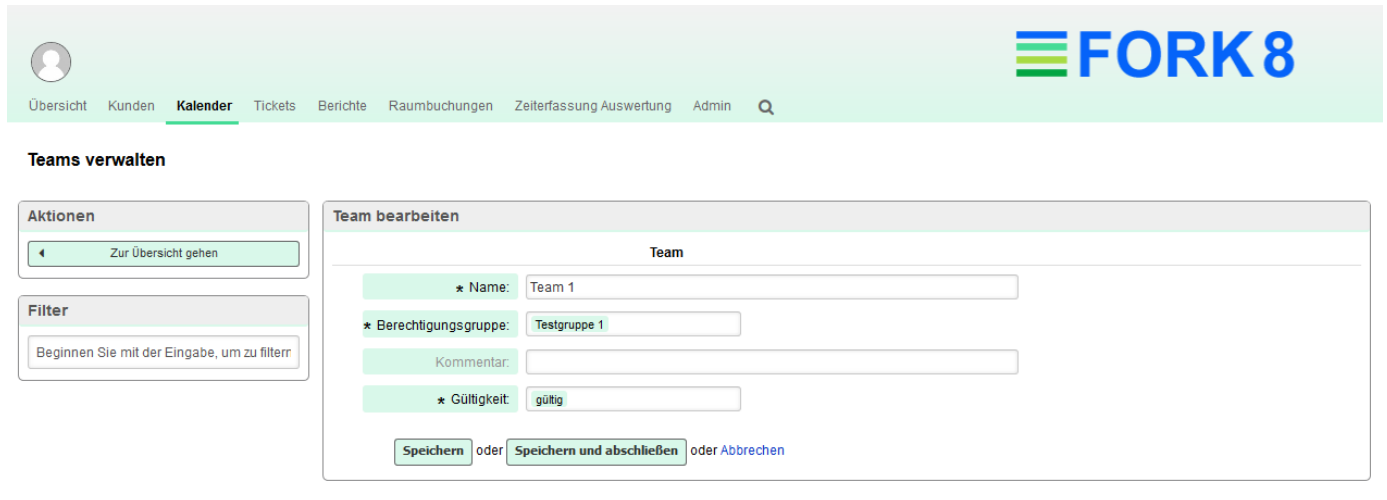 FORK 8
Übersicht Kunden Kalender Tickets Berichte Raumbuchungen Zeiterfassung Auswertung Admin
Teams verwalten
Aktionen
Zur Übersicht gehen
Filter
Beginnen Sie mit der Eingabe, um zu filtern
Team bearbeiten
Team
* Name: Team 1
* Berechtigungsgruppe: Testgruppe 1
Kommentar:
* Gültigkeit: gültig
Speichern oder Speichern und abschließen oder Abbrechen